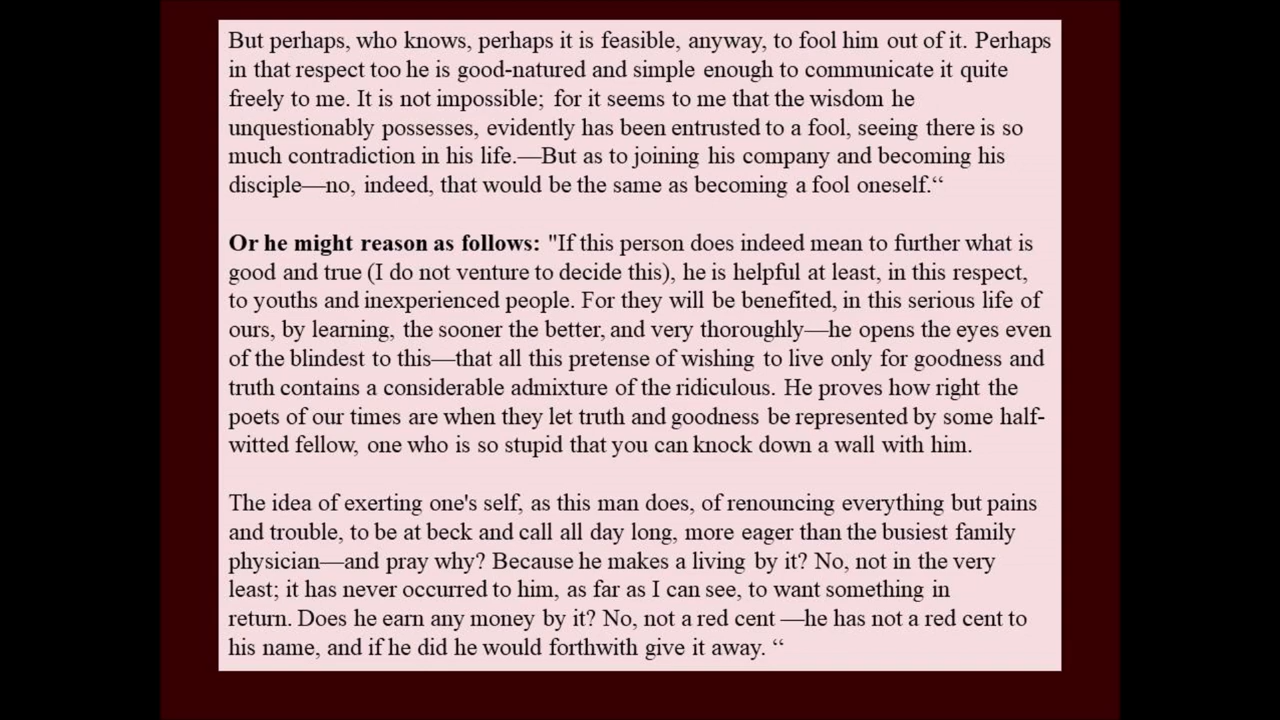 But perhaps, who knows, perhaps it is feasible, anyway, to fool him out of it. Perhaps
in that respect too he is good-natured and simple enough to communicate it quite
freely to me. It is not impossible; for it seems to me that the wisdom he
unquestionably possesses, evidently has been entrusted to a fool, seeing there is so
much contradiction in his life.—But as to joining his company and becoming his
disciple—no, indeed, that would be the same as becoming a fool oneself.“
Or he might reason as follows: "If this person does indeed mean to further what is
good and true (I do not venture to decide this), he is helpful at least, in this respect,
to youths and inexperienced people. For they will be benefited, in this serious life of
ours, by learning, the sooner the better, and very thoroughly—he opens the eyes even
of the blindest to this—that all this pretense of wishing to live only for goodness and
truth contains a considerable admixture of the ridiculous. He proves how right the
poets of our times are when they let truth and goodness be represented by some half-
witted fellow, one who is so stupid that you can knock down a wall with him.
The idea of exerting one's self, as this man does, of renouncing everything but pains
and trouble, to be at beck and call all day long, more eager than the busiest family
physician—and pray why? Because he makes a living by it? No, not in the very
least; it has never occurred to him, as far as I can see, to want something in
return. Does he earn any money by it? No, not a red cent —he has not a red cent to
his name, and if he did he would forthwith give it away. “